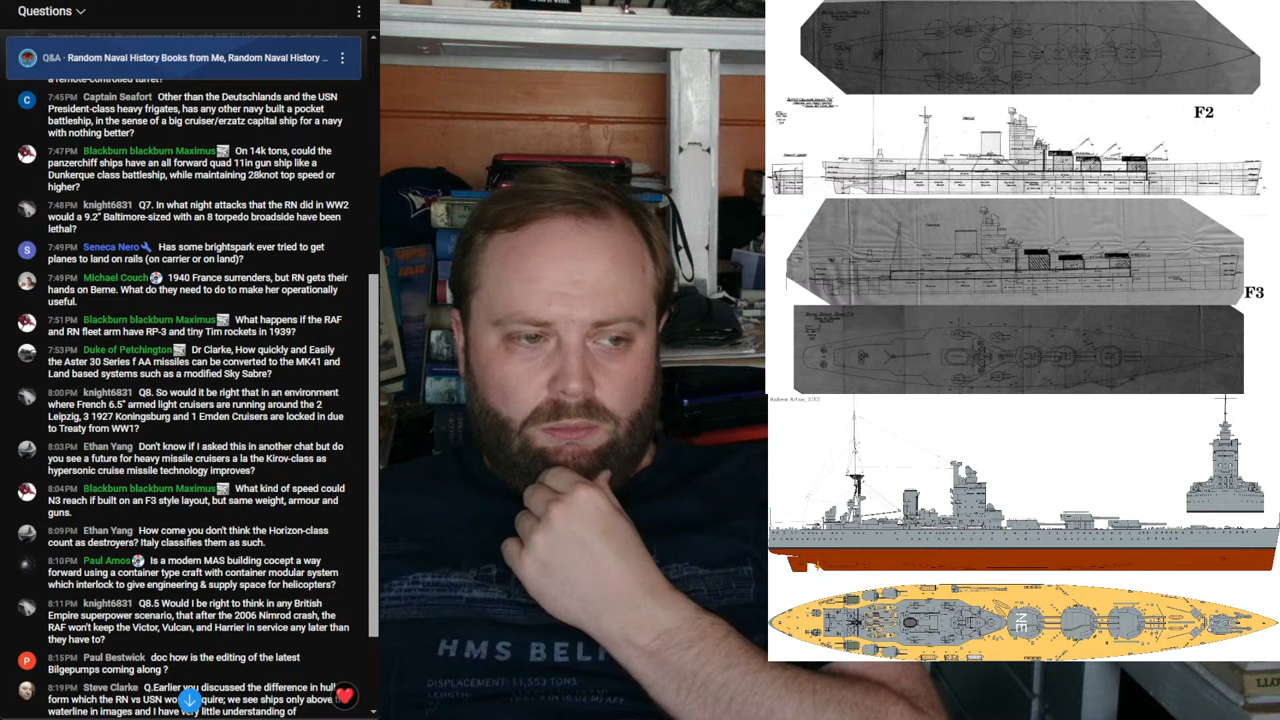 Questions
Q&A · Random Naval History Books from Me, Random Naval History ...
a remote-controlled turret?
7:45PM Captain Seafort Other than the Deutschlands and the USN
President-class heavy frigates, has any other navy built a pocket
Battleship because of a big ersatz capital ship for a navy
with nothing better?
7:47PM Blackburn blackburn Maximus On 14k tons could the
panzerschiffe ships have an all forward quad 11in gun setup like a
Dunkerque class battleship, while maintaining 28knot top speed or
higher?
7:48PM knight6831 Q7. In what night attacks that the RN did in WW2
would a 9.2" Baltimore-sized with an 8 torpedo broadside have been
lethal?
7:49PM Seneca Nero Has some brightspark ever tried to get
planes to land on rails (on carrier or on land)?
7:49PM Michael Couch 1940 France surrenders, but RN gets their
hands on Berne. What do they need to do to make her operationally
useful.
7:51PM Blackburn blackburn Maximus What happens if the RAF
and RN fleet arm have RP-3 and tiny Tim rockets in 1939?
7:53PM Duke of Petchington Dr Clarke, How quickly and Easily
the Aster 30 Series of AA missiles can be converted to the MK41 and
Land based Systems such as a modified Sky Sabre?
8:00PM knight6831 Q8. So would it be right that in an environment
where French 6.5" armed light cruisers are running around the 2
Leipzig, 3 Konigsburg and 1 Emden Cruisers are locked in due
to Treaty from WW1?
8:03PM Ethan Yang Don't know if I asked this in another chat but do
you see a future for heavy missile cruisers a la the Kirov-class as
hypersonic cruise missile technology improves?
8:04PM Blackburn blackburn Maximus What kind of speed could
N3 reach if built on an F3 style layout, but same weight, armour and
guns.
8:09PM Ethan Yang How come you don't think the Horizon-class
count as destroyers? Italy classifies them as such.
8:10PM Paul Amos Is a modern MAS building cocept a way
forward using trailer type craft with container modular system
which instead give engineering & supply space for helicopters?
8:11PM knight6831 Q8.5 Would I be right to think in any British
Empire surviving scenario, that after the 2006 Nimrod crash, the
RAF won't keep the Victor, Vulcan, and Harrier in service any later than
they have to?
8:15PM Paul Bestwick dr c how is the being part in the best
Bilgepumps coming along ?
8:19PM Steve Clarke Q.Earlier
discussed the difference in hull
form which the RN vs USN
we see ships only above
waterline in images and I have very little understanding of
HMS BELF
DISPLACEMENT: 11,553 TONS
F2
F3
NE